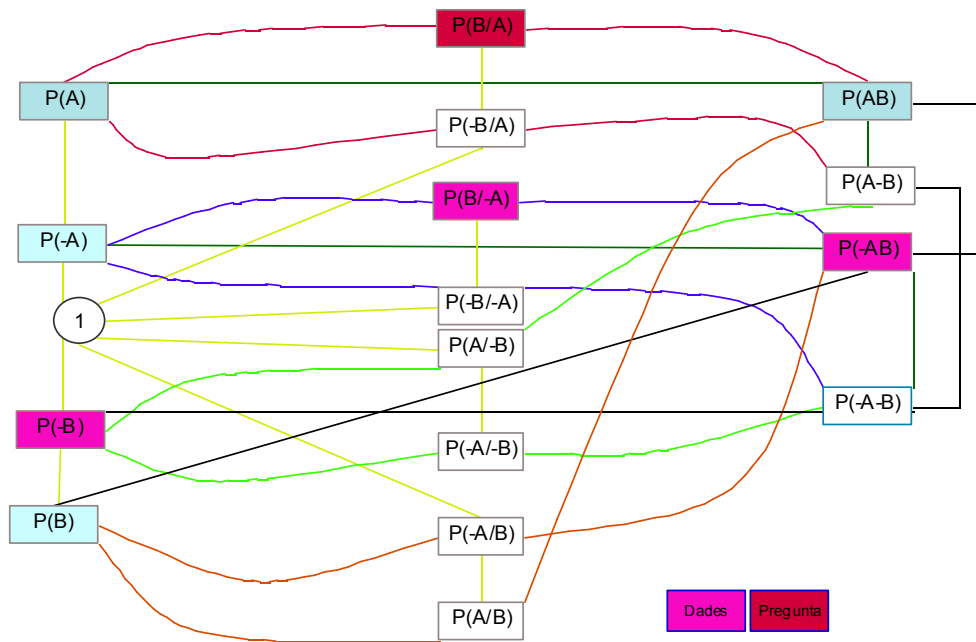 P(B/A)
P(A)
P(AB)
P(-B/A)
P(A-B)
P(B/-A)
P(-A)
P(-AB)
P(-B/-A)
1
P(A/-B)
P(-A-B)
P(-B)
P(-A/-B)
P(B)
P(-A/B)
P(A/B)
Dades
Pregunta